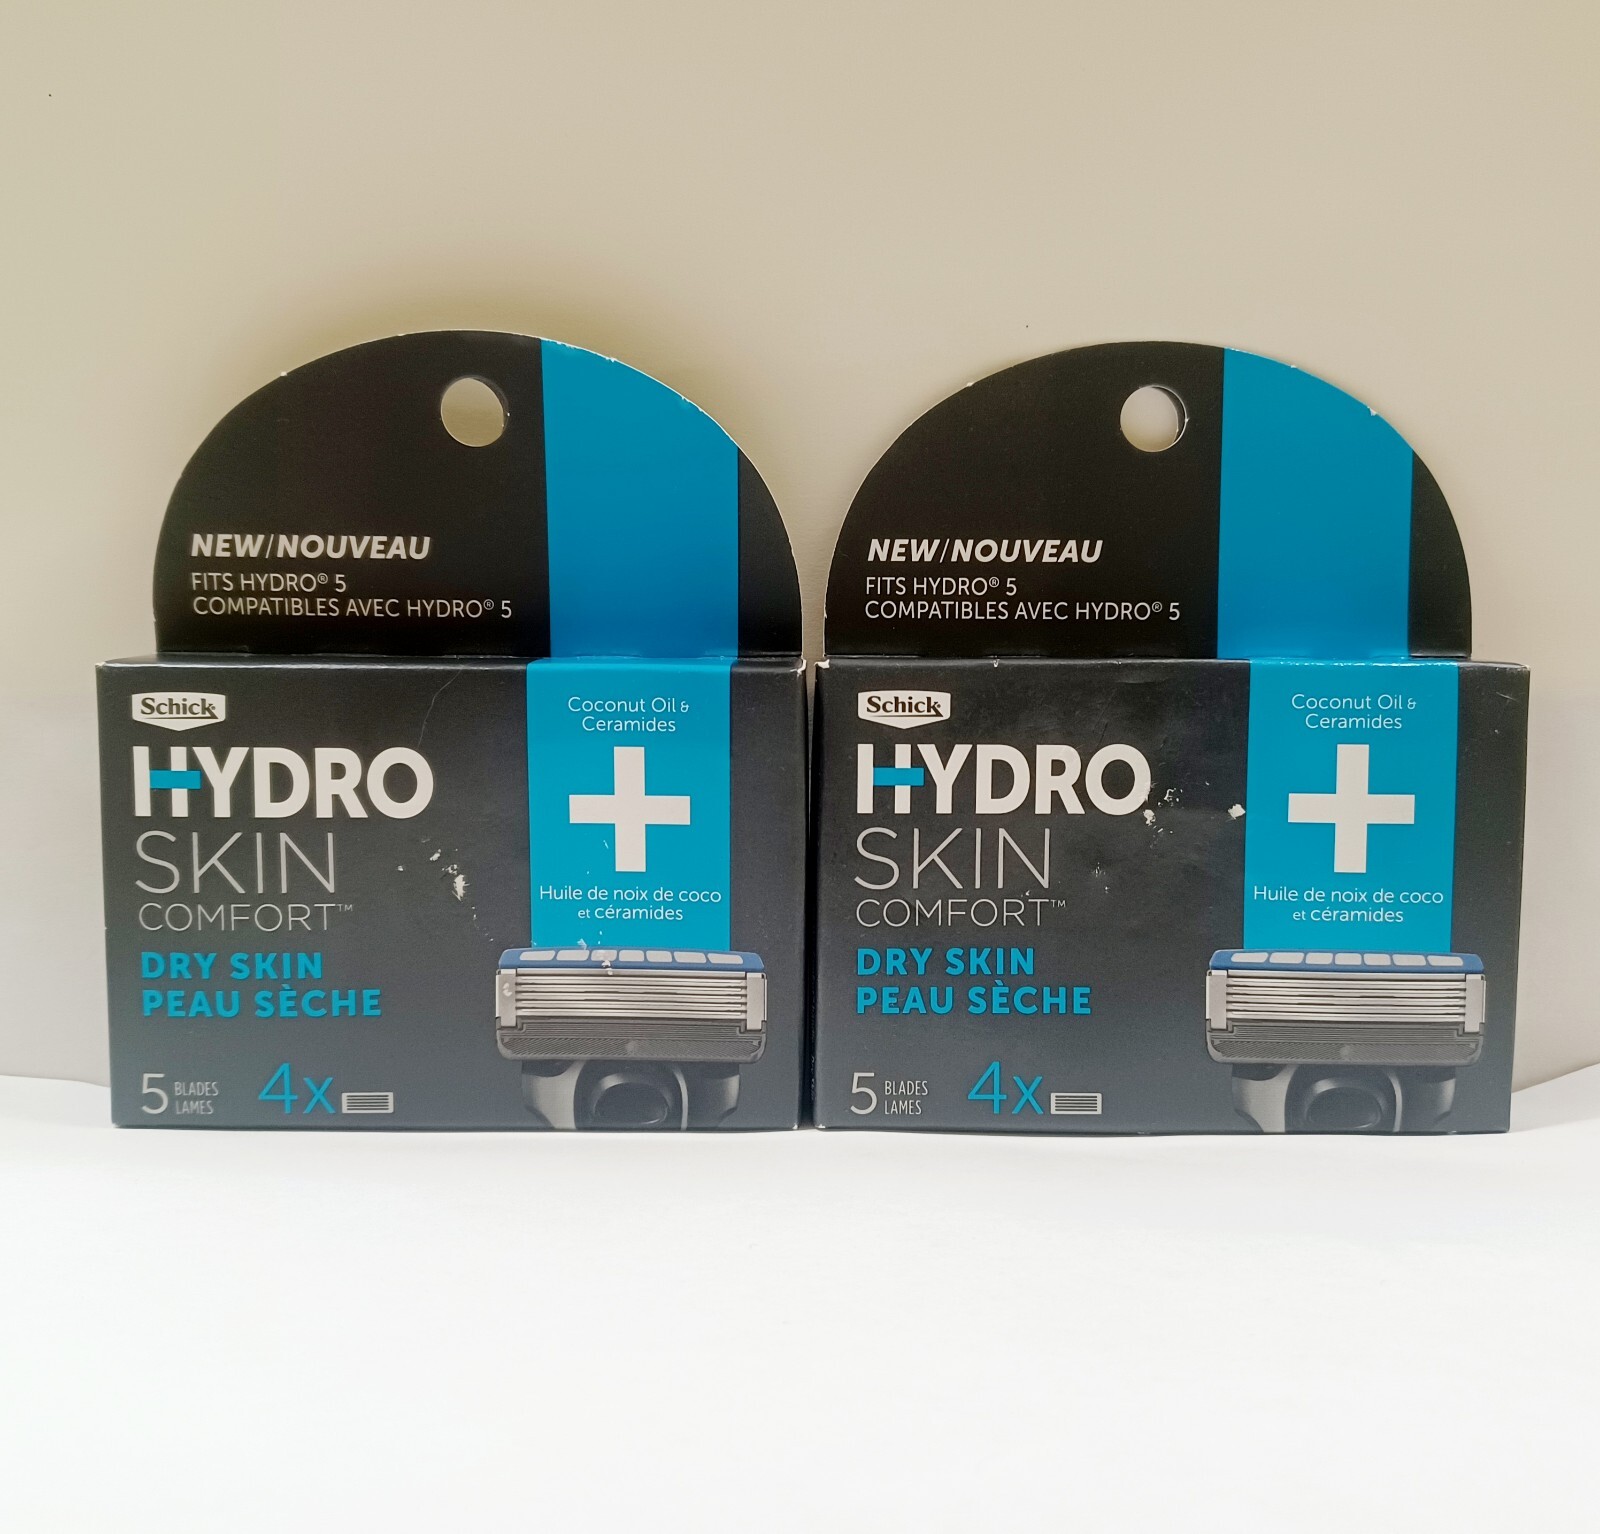 NEW/NOUVEAU
FITS HYDRO® 5
COMPATIBLES AVEC HYDRO® 5
Schick
HYDRO
SKIN
COMFORT™
DRY SKIN
PEAU SÈCHE
5 BLADES
LAMES
4x
Coconut Oil &
Ceramides
Huile de noix de coco
et céramides
NEW/NOUVEAU
FITS HYDRO® 5
COMPATIBLES AVEC HYDRO® 5
Schick
HYDRO
SKIN
COMFORT™
DRY SKIN
PEAU SÈCHE
5 BLADES
LAMES
4x
Coconut Oil &
Ceramides
Huile de noix de coco
et céramides